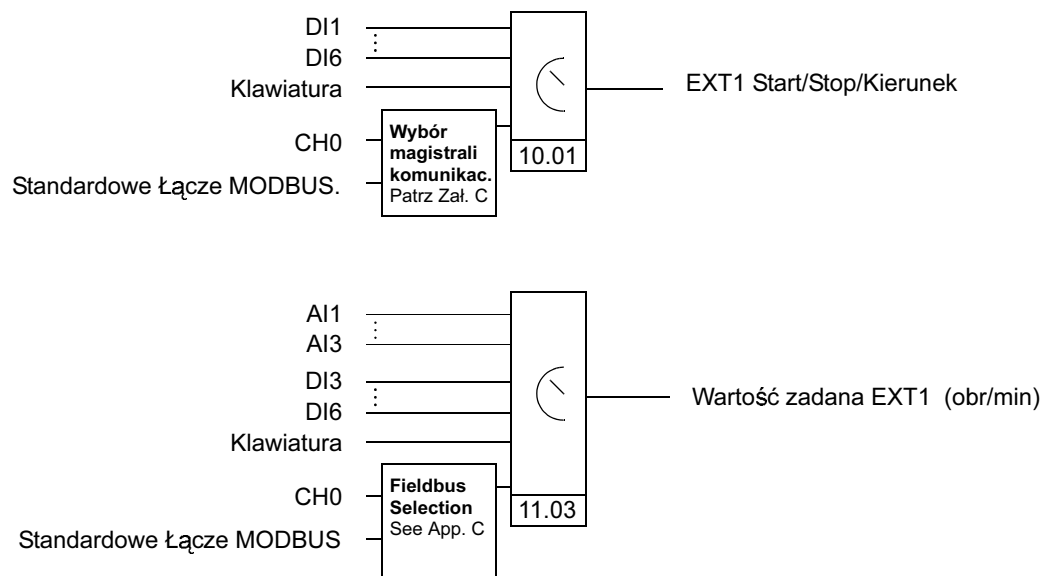 DI1
DI6
Klawiatura
CH0
Standardowe Łącze MODBUS.
Wybór
magistrali
komunikac.
Patrz Zał. C
10.01
EXT1 Start/Stop/Kierunek
AI1
AI3
DI3
DI6
Klawiatura
CH0
Standardowe Łącze MODBUS
Fieldbus
Selection
See App. C
11.03
Wartość zadana EXT1 (obr/min)